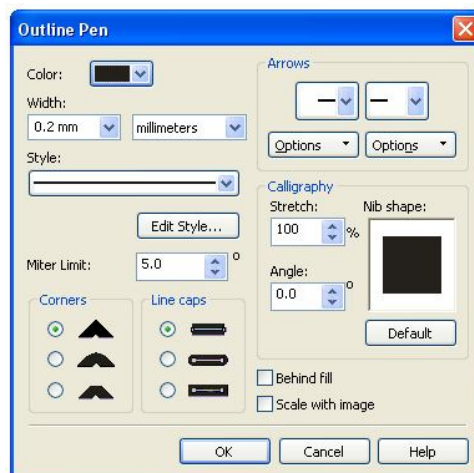 Outline Pen
Color:
Width:
0.2 mm
millimeters
Style:
Edit Style...
Miter Limit:
5.0
°
Corners
Line caps
Arrows
Options
Options
Calligraphy
Stretch:
Nib shape:
100
%
Angle:
0.0
°
Default
Behind fill
Scale with image
OK
Cancel
Help